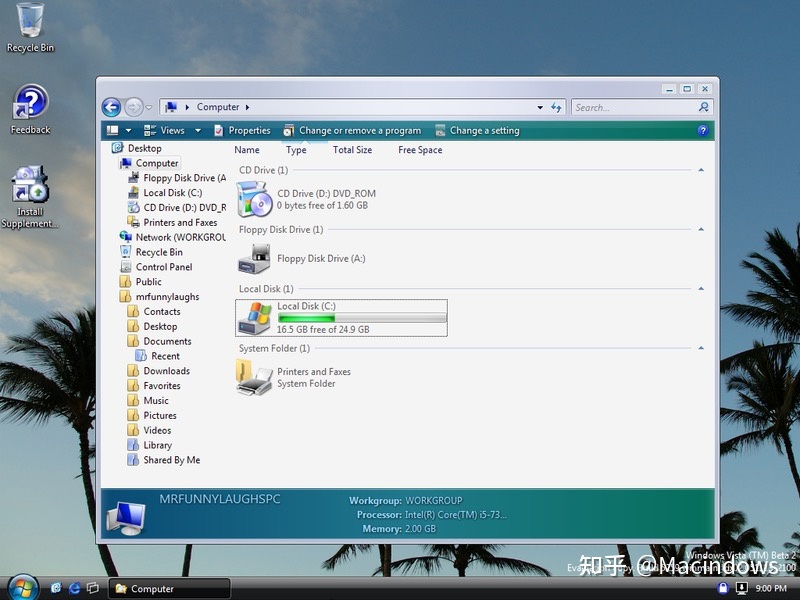 Recycle Bin
Feedback
Install
Supplement...
Computer
Search...
Views
Properties
Change or remove a program
Change a setting
Desktop
Computer
Floppy Disk Drive (A
Local Disk (C:)
CD Drive (D:) DVD_R
Printers and Faxes
Network (WORKGROU
Recycle Bin
Control Panel
Public
mrfunnylaughs
Contacts
Desktop
Documents
Recent
Downloads
Favorites
Music
Pictures
Videos
Library
Shared By Me
Name Type Total Size Free Space
CD Drive (1)
CD Drive (D:) DVD_ROM
0 bytes free of 1.60 GB
Floppy Disk Drive (1)
Floppy Disk Drive (A:)
Local Disk (1)
Local Disk (C:)
16.5 GB free of 24.9 GB
System Folder (1)
Printers and Faxes
System Folder
MRFUNNYLAUGHSPC
Workgroup: WORKGROUP
Processor: Intel(R) Core(TM) i5-73...
Memory: 2.00 GB
Windows Vista (TM) Beta 2
知乎 @Macindows
Computer
9:00 PM